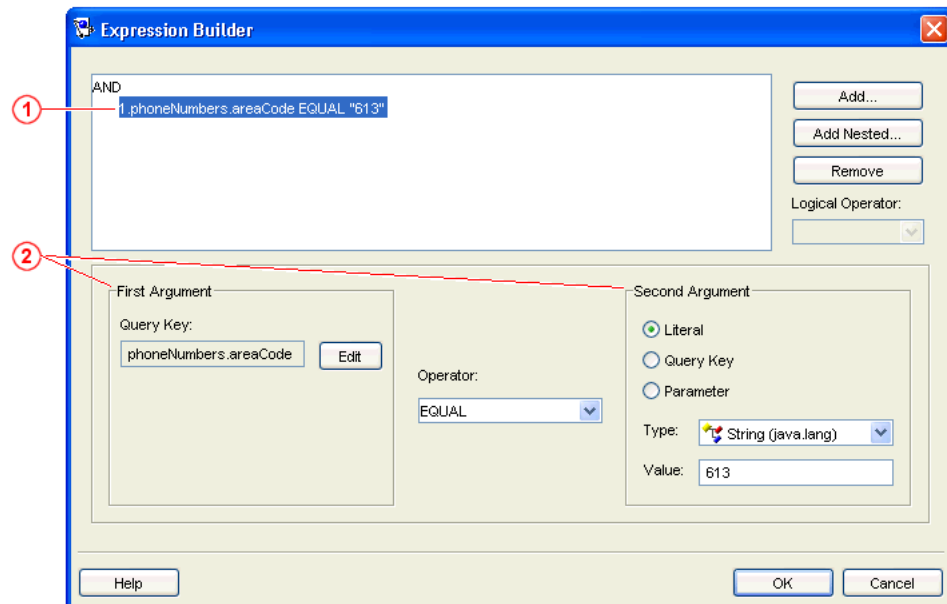 Expression Builder
AND
1.phoneNumbers.areaCode EQUAL "613"
Add...
Add Nested...
Remove
Logical Operator:
1
2
First Argument
Query Key:
phoneNumbers.areaCode
Edit
Operator:
EQUAL
Second Argument
Literal
Query Key
Parameter
Type:
String (java.lang)
Value:
613
Help
OK
Cancel